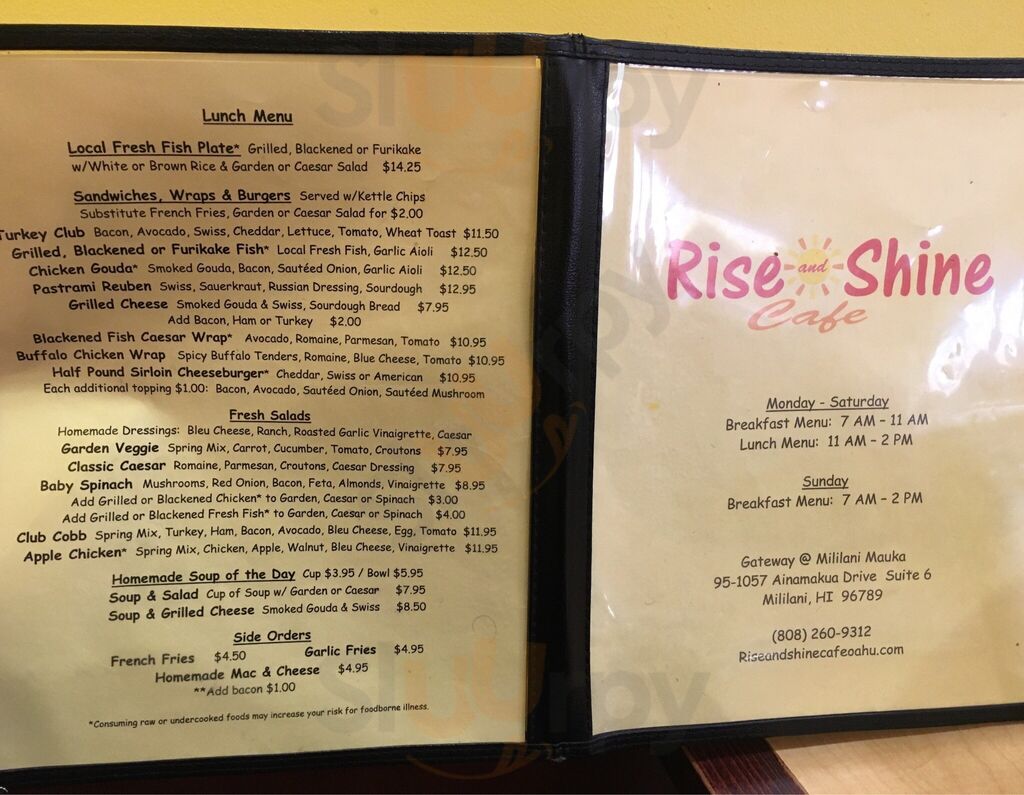 Lunch Menu
Local Fresh Fish Plate* Grilled, Blackened or Furikake
w/White or Brown Rice & Garden or Caesar Salad $14.25
Sandwiches, Wraps & Burgers Served w/Kettle Chips
Substitute French Fries, Garden or Caesar Salad for $2.00
Turkey Club Bacon, Avocado, Swiss, Cheddar, Lettuce, Tomato, Wheat Toast $11.50
Grilled, Blackened or Furikake Fish* Local Fresh Fish, Garlic Aioli $12.50
Chicken Gouda* Smoked Gouda, Bacon, Sautéed Onion, Garlic Aioli $12.50
Pastrami Reuben Swiss, Sauerkraut, Russian Dressing, Sourdough $12.95
Grilled Cheese Smoked Gouda & Swiss, Sourdough Bread $7.95
Add Bacon, Ham or Turkey $2.00
Blackened Fish Caesar Wrap* Avocado, Romaine, Parmesan, Tomato $10.95
Buffalo Chicken Wrap Spicy Buffalo Tenders, Romaine, Blue Cheese, Tomato $10.95
Half Pound Sirloin Cheeseburger* Cheddar, Swiss or American $10.95
Each additional topping $1.00: Bacon, Avocado, Sautéed Onion, Sautéed Mushroom
Fresh Salads
Homemade Dressings: Bleu Cheese, Ranch, Roasted Garlic Vinaigrette, Caesar
Garden Veggie Spring Mix, Carrot, Cucumber, Tomato, Croutons $7.95
Classic Caesar Romaine, Parmesan, Croutons, Caesar Dressing $7.95
Baby Spinach Mushrooms, Red Onion, Bacon, Feta, Almonds, Vinaigrette $8.95
Add Grilled or Blackened Chicken* to Garden, Caesar or Spinach $3.00
Add Grilled or Blackened Fresh Fish* to Garden, Caesar or Spinach $4.00
Club Cobb Spring Mix, Turkey, Ham, Bacon, Avocado, Bleu Cheese, Egg, Tomato $11.95
Apple Chicken* Spring Mix, Chicken, Apple, Walnut, Bleu Cheese, Vinaigrette $11.95
Homemade Soup of the Day Cup $3.95 / Bowl $5.95
Soup & Salad Cup of Soup w/ Garden or Caesar $7.95
Soup & Grilled Cheese Smoked Gouda & Swiss $8.50
Side Orders
French Fries $4.50 Garlic Fries $4.95
Homemade Mac & Cheese $4.95
**Add bacon $1.00
*Consuming raw or undercooked foods may increase your risk for foodborne illness.
Rise and Shine
Cafe
Monday - Saturday
Breakfast Menu: 7 AM – 11 AM
Lunch Menu: 11 AM – 2 PM
Sunday
Breakfast Menu: 7 AM – 2 PM
Gateway @ Mililani Mauka
95-1057 Ainamakua Drive Suite 6
Mililani, HI 96789
(808) 260-9312
Riseandshinecafeoahu.com
Slurrpy
Slurrpy